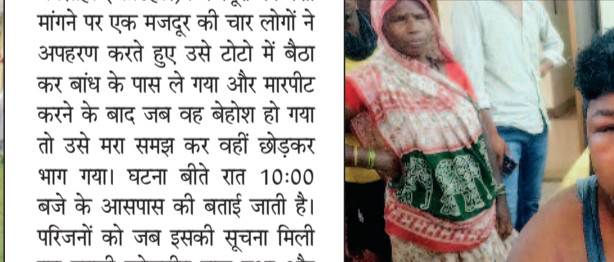 मांगने पर एक मजदूर की चार लोगों ने
अपहरण करते हुए उसे टोटो में बैठा
कर बांध के पास ले गया और मारपीट
करने के बाद जब वह बेहोश हो गया
तो उसे मरा समझ कर वहीं छोड़कर
भाग गया। घटना बीते रात 10:00
बजे के आसपास की बताई जाती है।
परिजनों को जब इसकी सूचना मिली